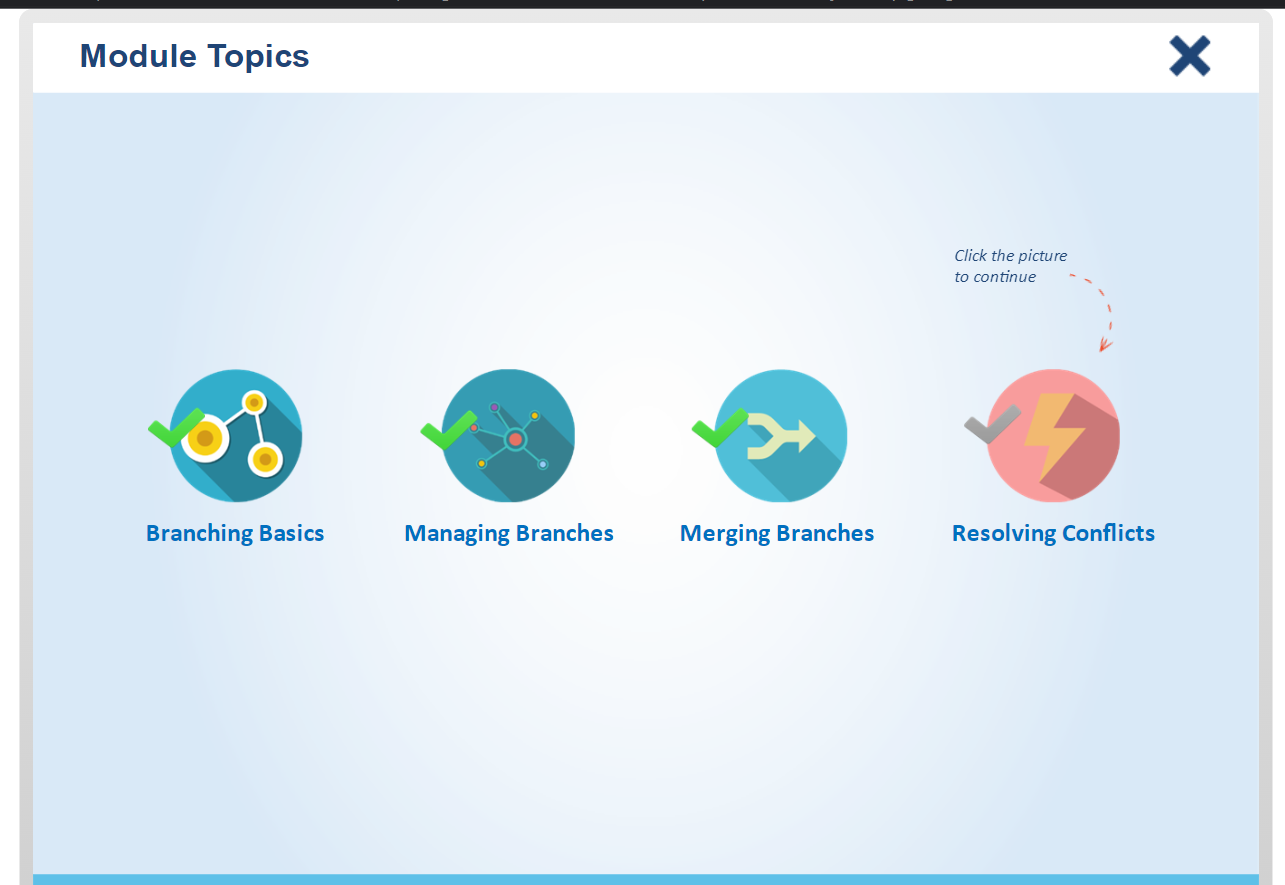 Module Topics
Click the picture
to continue
Branching Basics
Managing Branches
Merging Branches
Resolving Conflicts